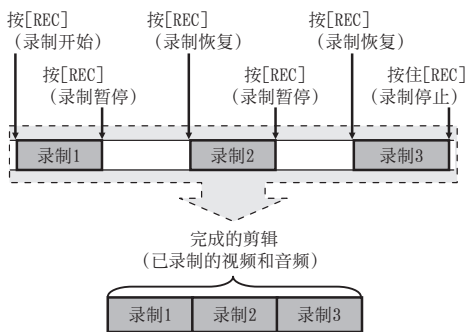 按[REC]
(录制开始)
按[REC]
(录制恢复)
按[REC]
(录制恢复)
按[REC]
(录制暂停)
按[REC]
(录制暂停)
按住[REC]
(录制停止)
录制1
录制2
录制3
完成的剪辑
(已录制的视频和音频)
录制1
录制2
录制3